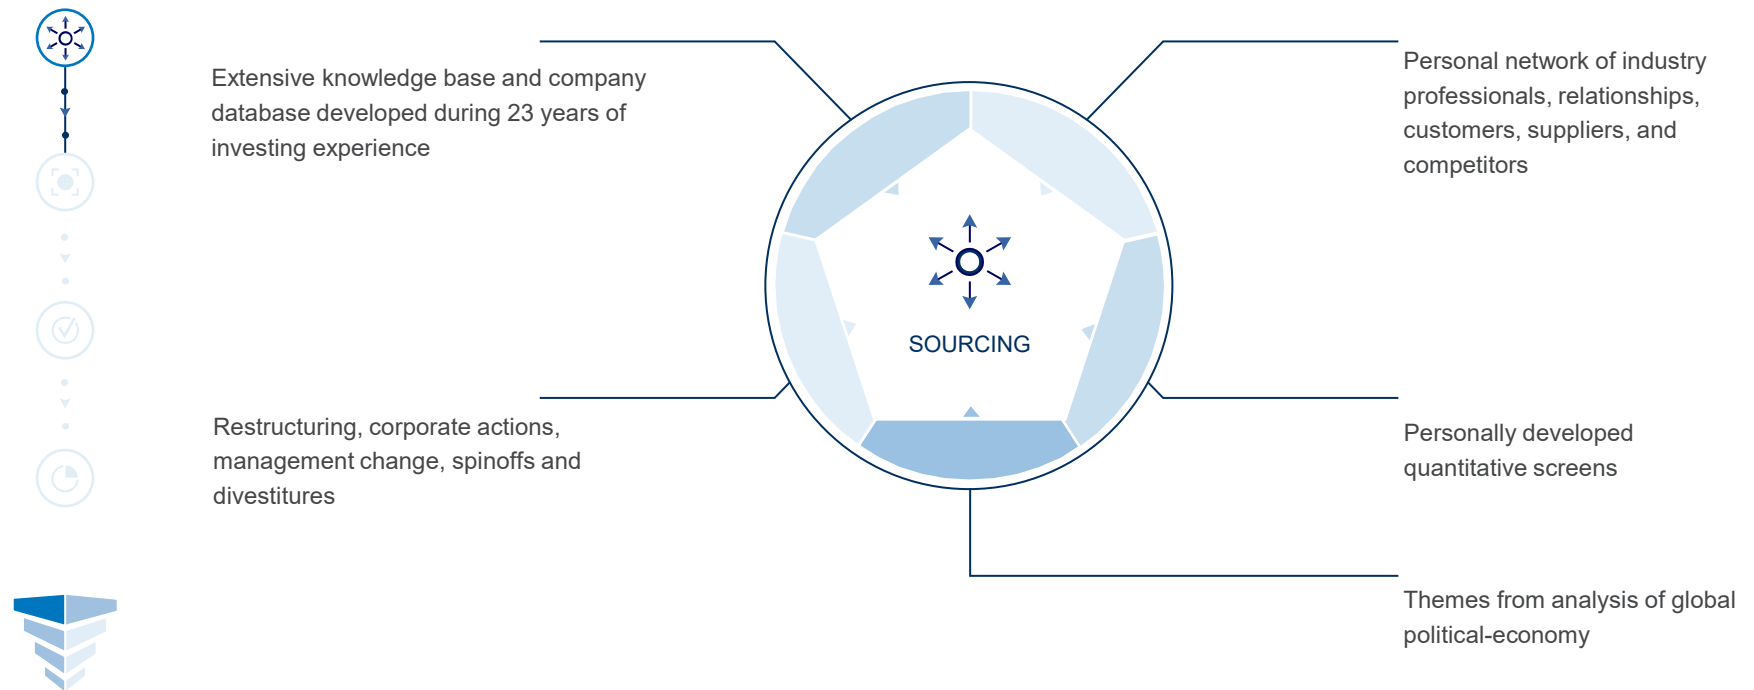 Extensive knowledge base and company
database developed during 23 years of
investing experience
Personal network of industry
professionals, relationships,
customers, suppliers, and
competitors
SOURCING
Restructuring, corporate actions,
management change, spinoffs and
divestitures
Personally developed
quantitative screens
Themes from analysis of global
political-economy